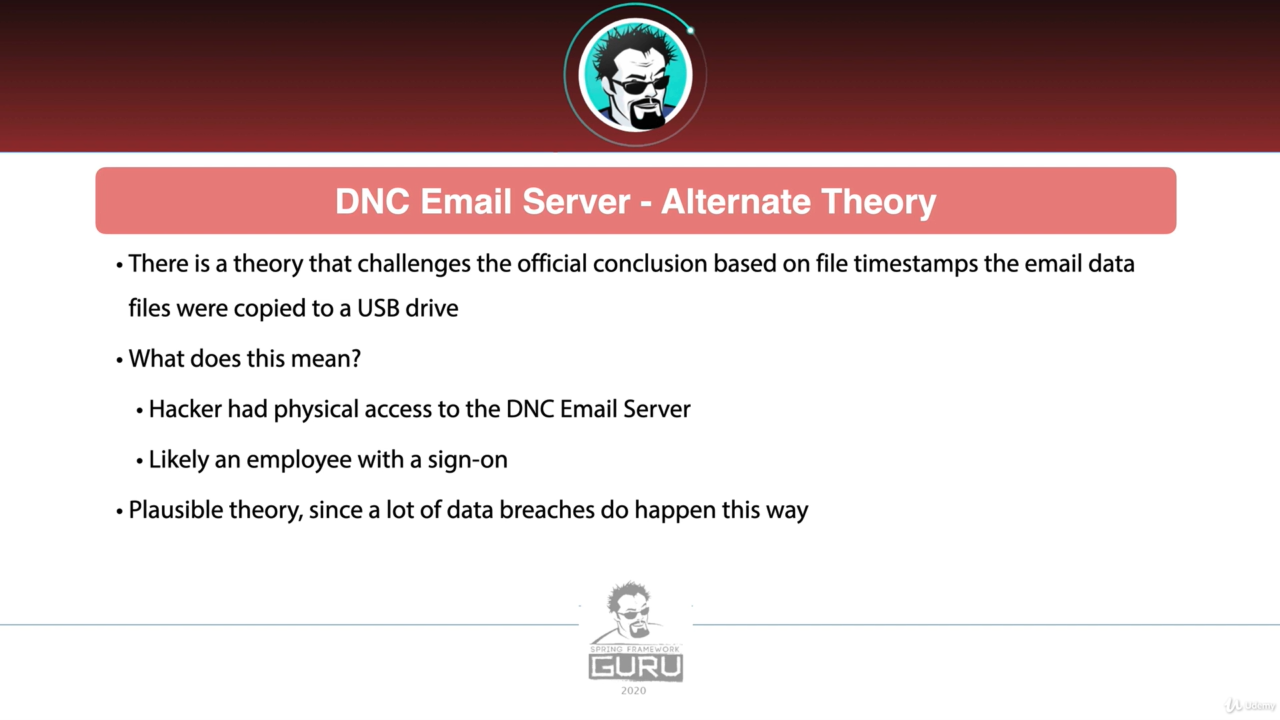 DNC Email Server - Alternate Theory
• There is a theory that challenges the official conclusion based on file timestamps the email data
files were copied to a USB drive
• What does this mean?
• Hacker had physical access to the DNC Email Server
• Likely an employee with a sign-on
• Plausible theory, since a lot of data breaches do happen this way
SPRING FRAMEWORK
GURU
2020
Udemy